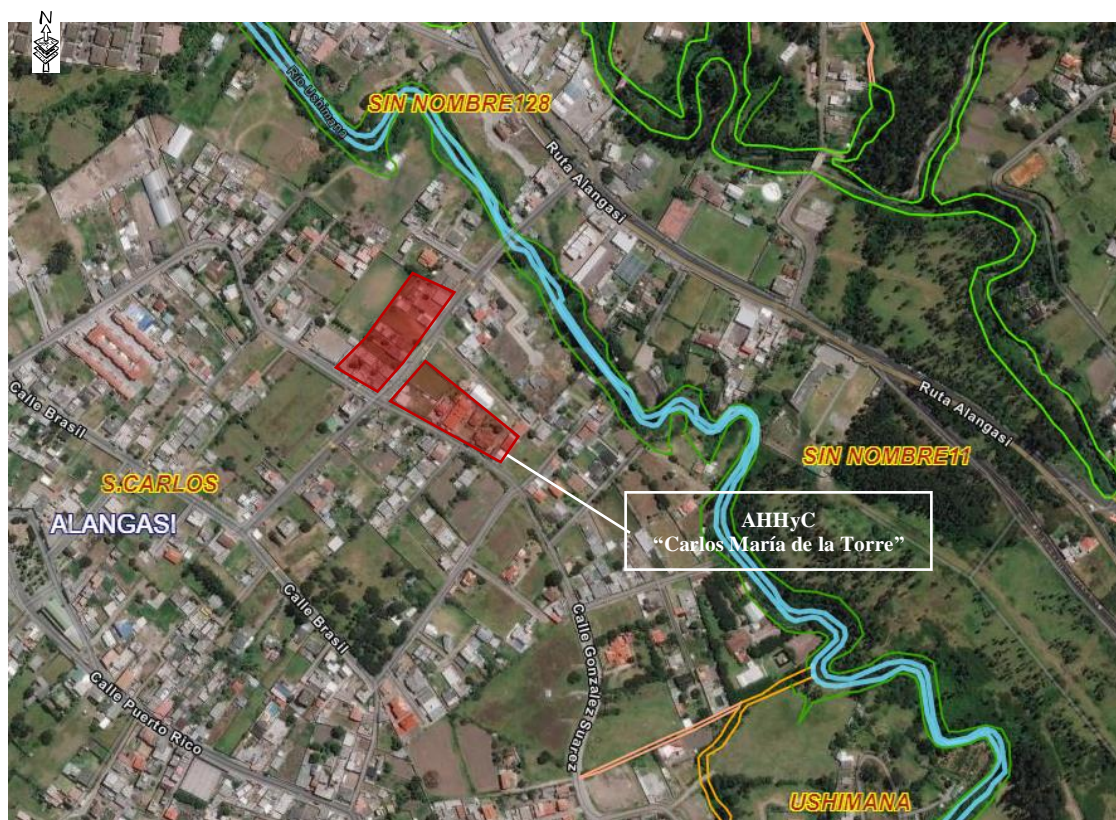 N
SIN NOMBRE128
Río Ushimana
Ruta Alangasi
Ruta Alangasi
Calle Brasil
SIN NOMBRE11
S.CARLOS
ALANGASI
AHHyC
“Carlos María de la Torre”
Calle Brasil
Calle Gonzalez Suarez
Calle Puerto Rico
USHIMANA